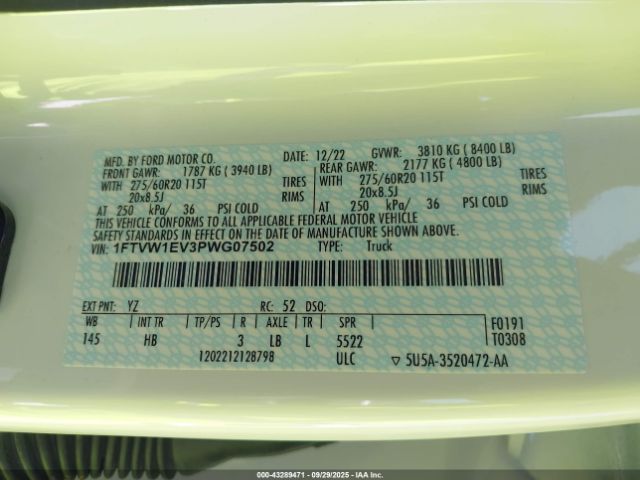 MFD. BY FORD MOTOR CO. DATE: 12/22 GVWR: 3810 KG ( 8400 LB)
FRONT GAWR: 1787 KG ( 3940 LB) REAR GAWR: 2177 KG ( 4800 LB)
WITH 275/60R20 115T TIRES WITH 275/60R20 115T TIRES
20x8.5J RIMS 20x8.5J RIMS
AT 250 kPa/ 36 PSI COLD AT 250 kPa/ 36 PSI COLD
THIS VEHICLE CONFORMS TO ALL APPLICABLE FEDERAL MOTOR VEHICLE
SAFETY STANDARDS IN EFFECT ON THE DATE OF MANUFACTURE SHOWN ABOVE.
VIN: 1FTVW1EV3PWG07502 TYPE: Truck
EXT PNT: YZ RC: 52 DSO:
WB INT TR TP/PS R AXLE TR SPR F0191
145 HB 3 LB L 5522 T0308
1202212128798 ULC 5U5A-3520472-AA
IAA-43289471 | 09/29/2025 | © IAA Holdings, LLC